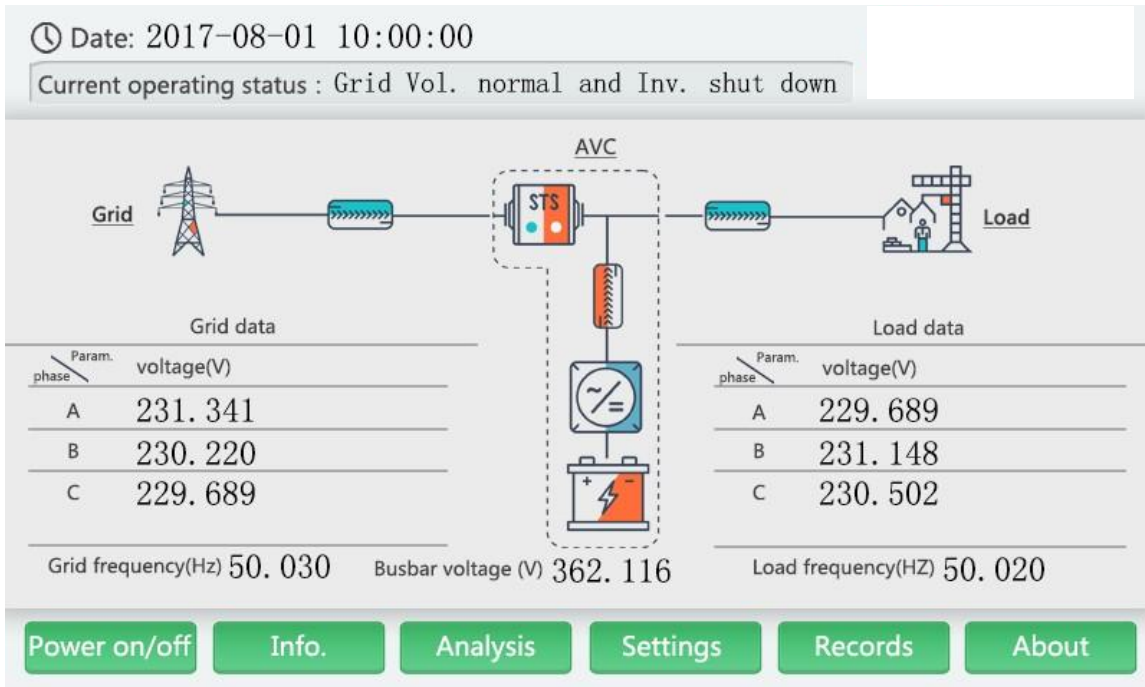 Date: 2017-08-01 10:00:00
Current operating status : Grid Vol. normal and Inv. shut down
AVC
STS
Grid
Load
Grid data
Param.
phase
voltage(V)
A 231.341
B 230.220
C 229.689
Grid frequency(Hz) 50.030
Busbar voltage (V) 362.116
Load data
Param.
phase
voltage(V)
A 229.689
B 231.148
C 230.502
Load frequency(HZ) 50.020
Power on/off
Info.
Analysis
Settings
Records
About